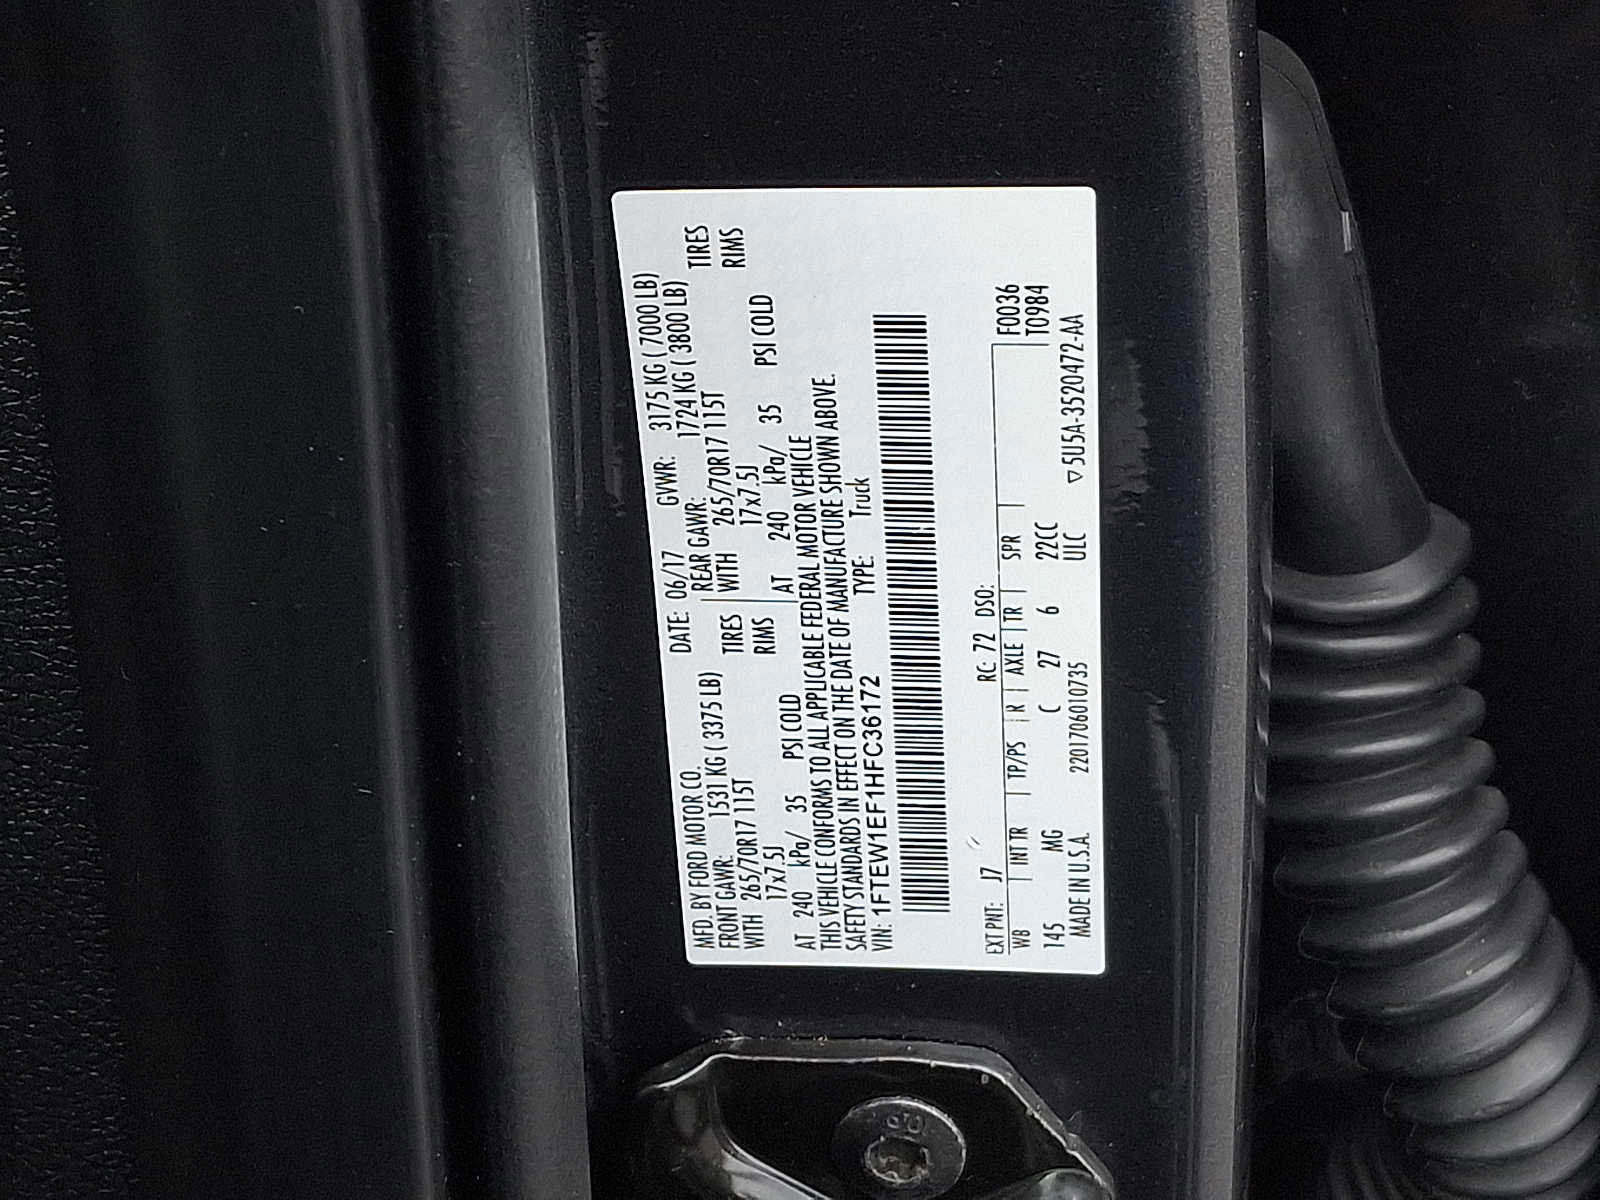 MFD. BY FORD MOTOR CO. DATE: 06/17 GVWR: 3175 KG ( 7000 LB)
FRONT GAWR: 1531 KG ( 3375 LB) REAR GAWR: 1724 KG ( 3800 LB)
WITH 265/70R17 115T TIRES WITH 265/70R17 115T TIRES
17x7.5J RIMS 17x7.5J RIMS
AT 240 kPa/ 35 PSI COLD AT 240 kPa/ 35 PSI COLD
THIS VEHICLE CONFORMS TO ALL APPLICABLE FEDERAL MOTOR VEHICLE
SAFETY STANDARDS IN EFFECT ON THE DATE OF MANUFACTURE SHOWN ABOVE.
VIN: 1FTEW1EF1HFC36172 TYPE: Truck
EXT PNT: J7 RC: 72 DSO: F0036
WB INT TR TP/PS R AXLE TR SPR T0984
145 MG C 27 6 22CC
MADE IN U.S.A. 2201706010735 ULC ▽5U5A-3520472-AA